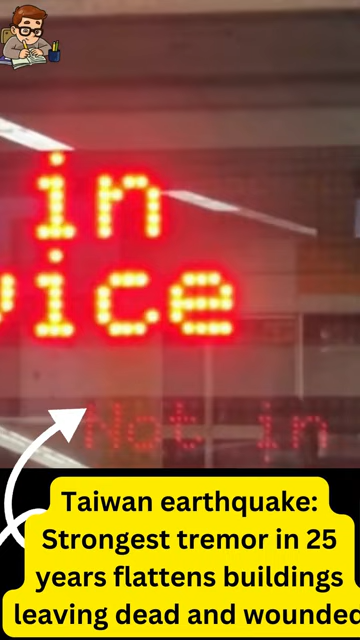 in
vice
Not in
Taiwan earthquake:
Strongest tremor in 25
years flattens buildings
leaving dead and wounded